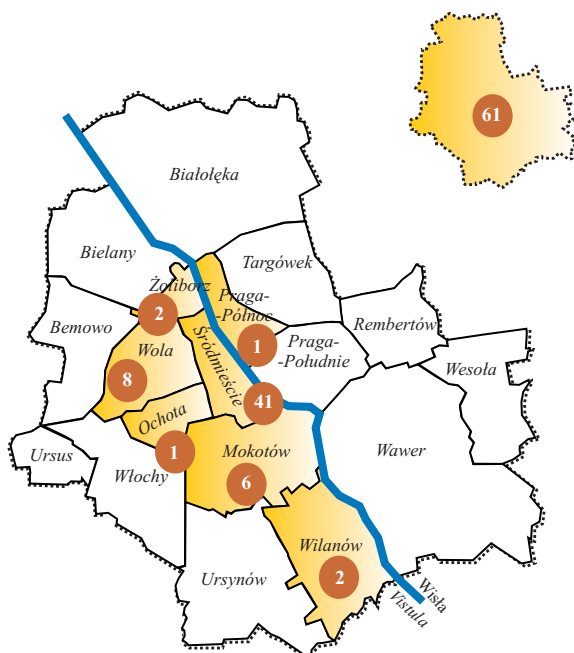 61
Białołęka
Bielany
Targówek
Żoliborz
Praga-
-Północ
Bemowo
2
Rembertów
Śródmieście
1
Praga-
-Południe
Wola
Wesoła
8
41
Ochota
Ursus
1
Włochy
Mokotów
Wawer
6
Wilanów
Ursynów
2
Wisła
Vistula